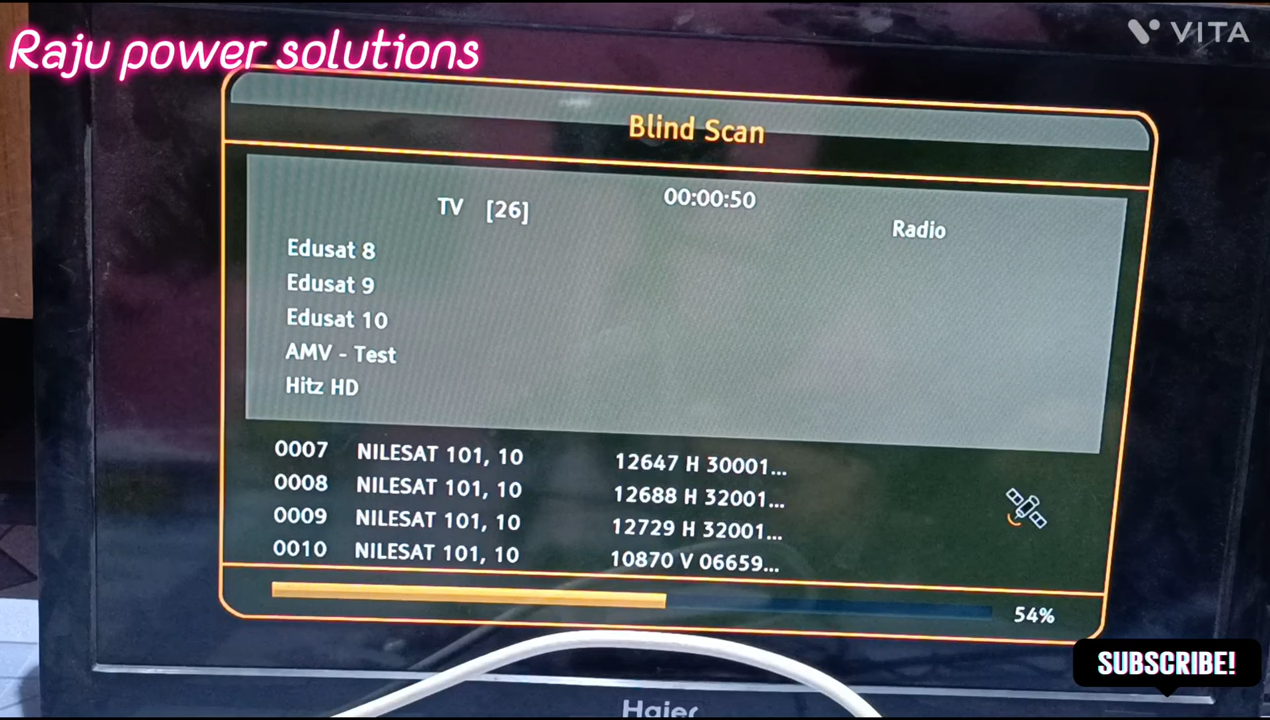 Raju power solutions
VITA
Blind Scan
00:00:50
TV [26]
Radio
Edusat 8
Edusat 9
Edusat 10
AMV - Test
Hitz HD
0007 NILESAT 101, 10 12647 H 30001...
0008 NILESAT 101, 10 12688 H 32001...
0009 NILESAT 101, 10 12729 H 32001...
0010 NILESAT 101, 10 10870 V 06659...
54%
SUBSCRIBE!
Haier